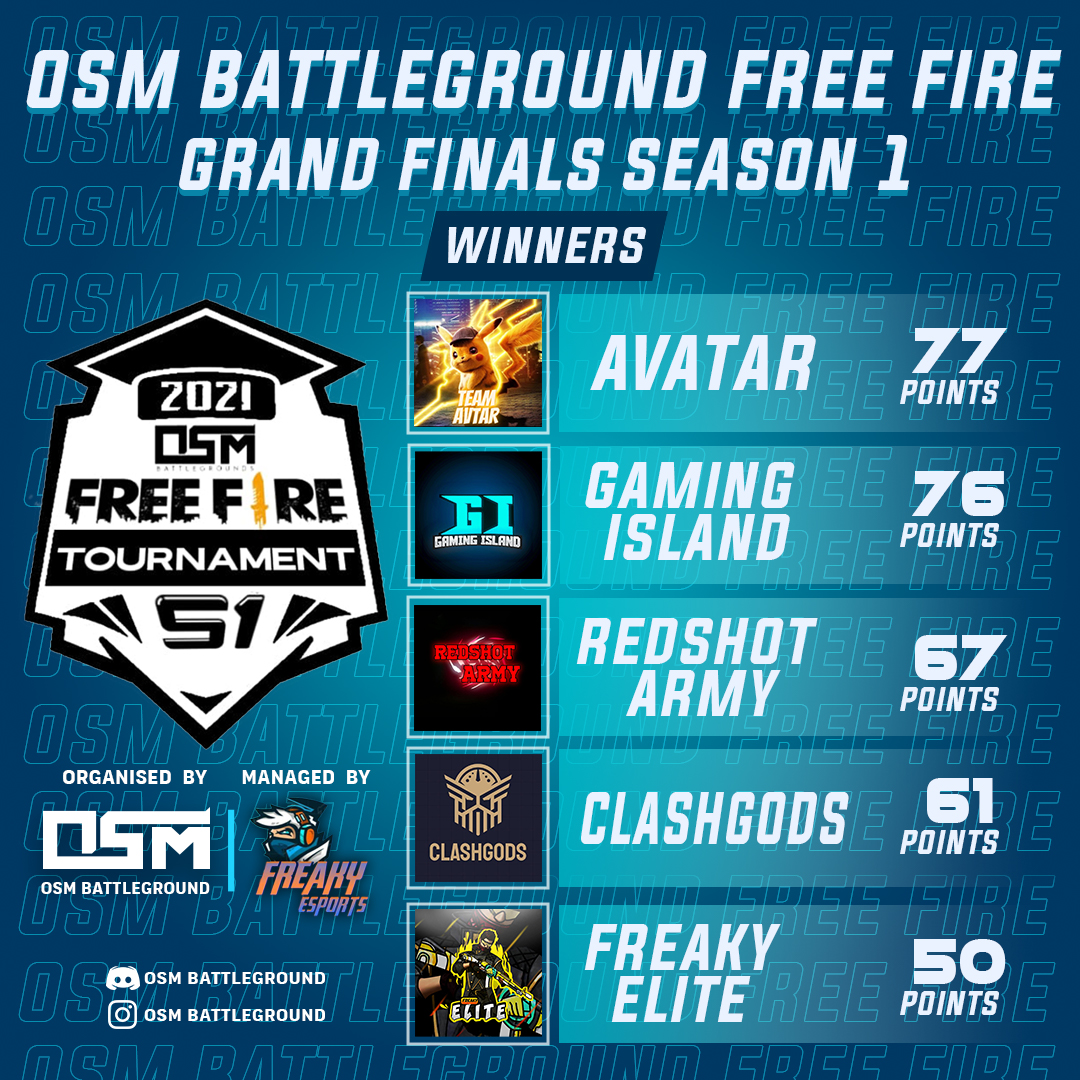 OSM BATTLEGROUND FREE FIRE
GRAND FINALS SEASON 1
WINNERS
2021
OSM
BATTLEGROUNDS
FREE FIRE
TOURNAMENT
S1
ORGANISED BY
MANAGED BY
OSM
OSM BATTLEGROUND
FREAKY
ESPORTS
OSM BATTLEGROUND
OSM BATTLEGROUND
TEAM
AVTAR
AVATAR
77
POINTS
GI
GAMING ISLAND
GAMING
ISLAND
76
POINTS
REDSHOT
ARMY
REDSHOT
ARMY
67
POINTS
CLASHGODS
CLASHGODS
61
POINTS
FREAKY
ELITE
FREAKY
ELITE
50
POINTS